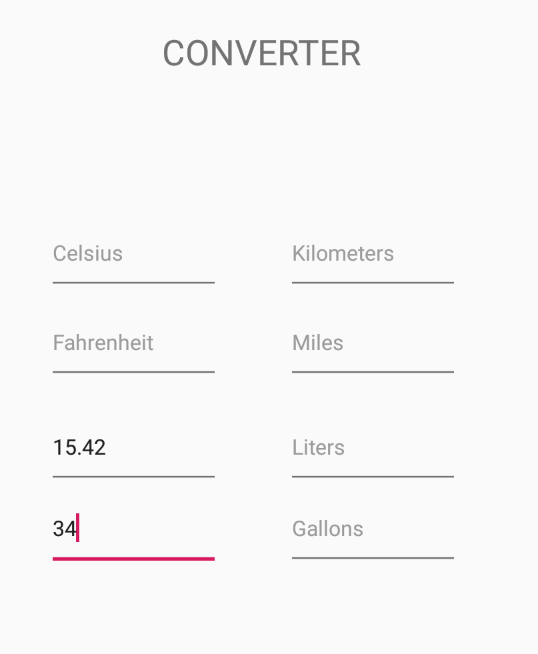 CONVERTER
Celsius
Kilometers
Fahrenheit
Miles
15.42
Liters
34
Gallons